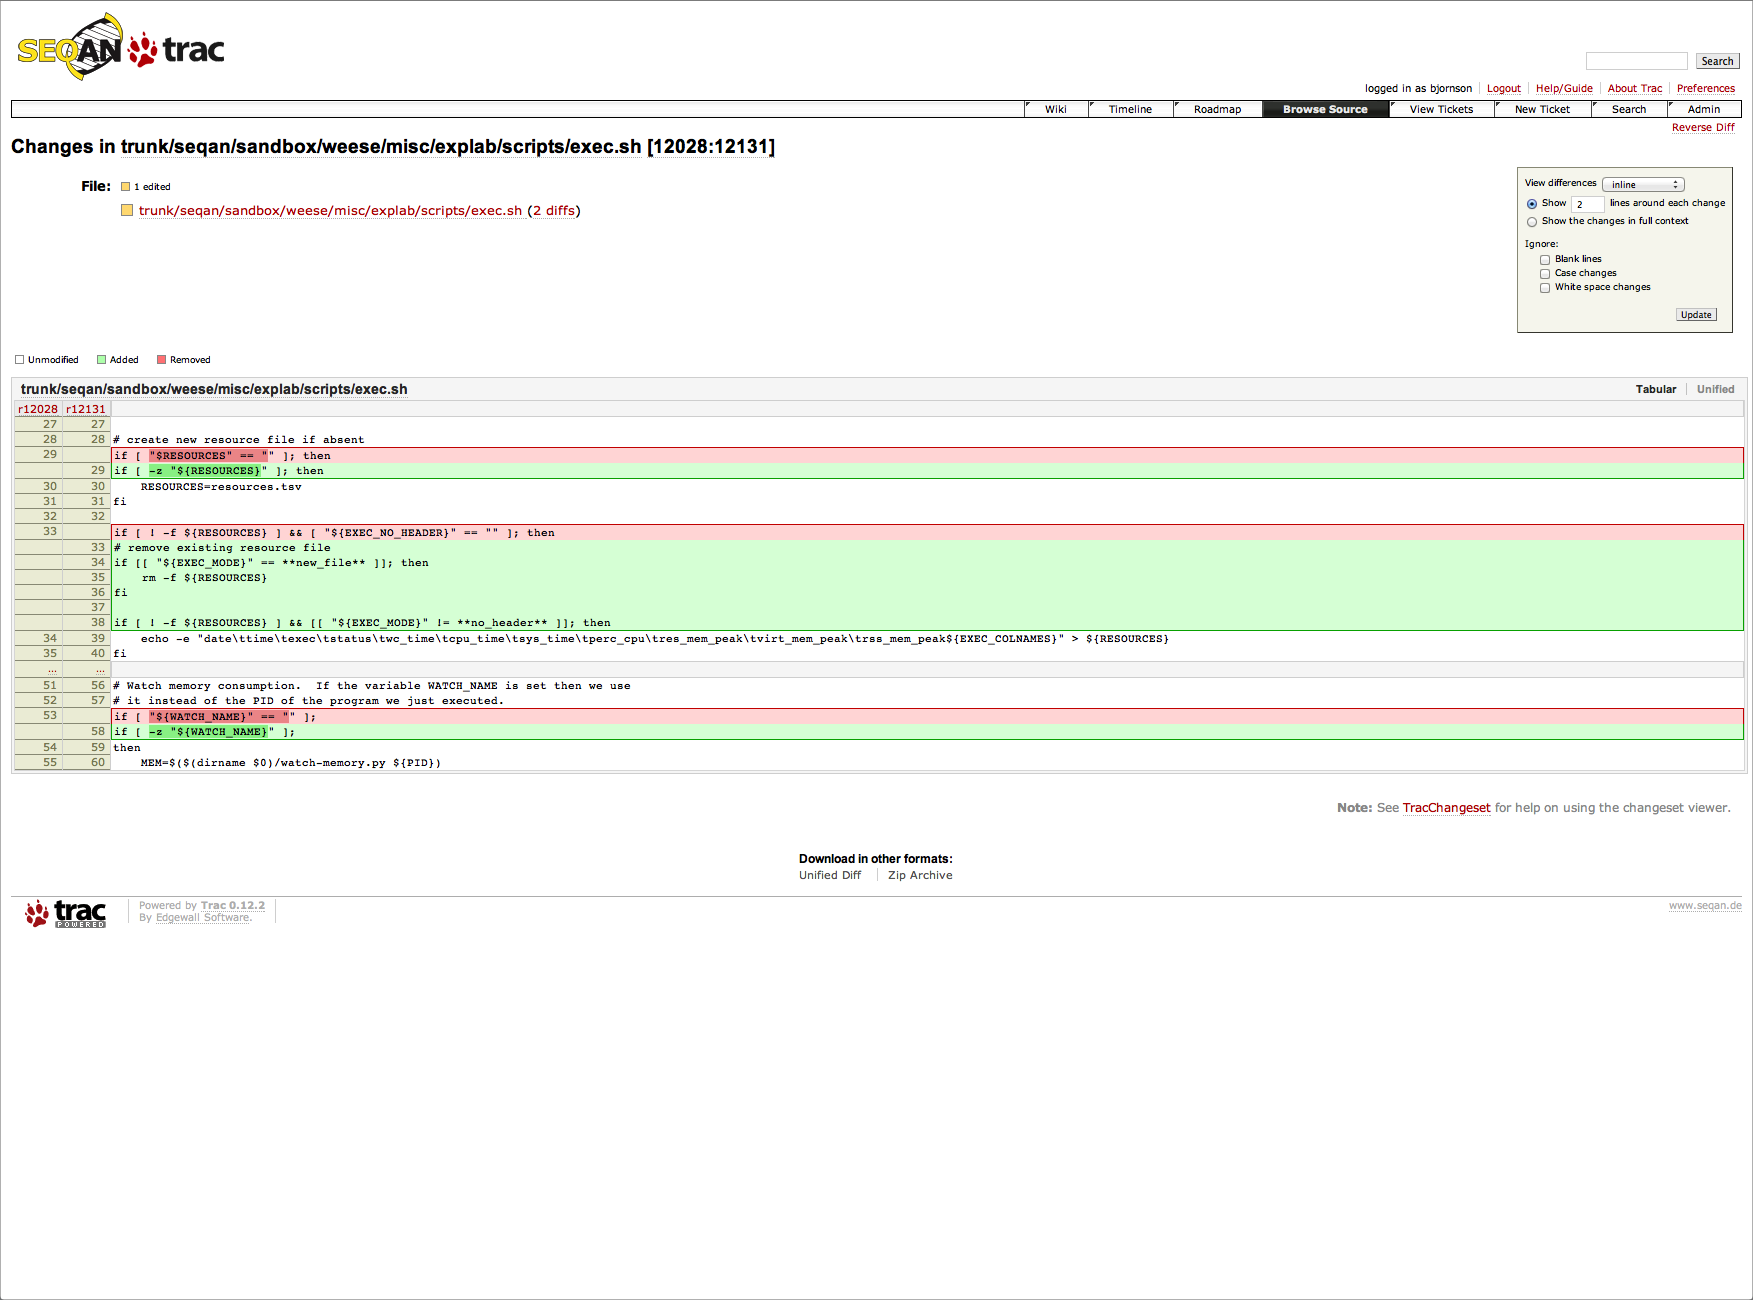 SEQAN trac
Search
logged in as bjornson Logout Help/Guide About Trac Preferences
Wiki Timeline Roadmap Browse Source View Tickets New Ticket Search Admin
Reverse Diff
Changes in trunk/seqan/sandbox/weese/misc/explab/scripts/exec.sh [12028:12131]
File: 1 edited
trunk/seqan/sandbox/weese/misc/explab/scripts/exec.sh (2 diffs)
View differences inline
Show 2 lines around each change
Show the changes in full context
Ignore:
Blank lines
Case changes
White space changes
Update
Unmodified Added Removed
trunk/seqan/sandbox/weese/misc/explab/scripts/exec.sh Tabular Unified
r12028 r12131
27 27
28 28 # create new resource file if absent
29 if [ "$RESOURCES" == "" ]; then
29 if [ -z "${RESOURCES}" ]; then
30 30 RESOURCES=resources.tsv
31 31 fi
32 32
33 if [ ! -f ${RESOURCES} ] && [ "${EXEC_NO_HEADER}" == "" ]; then
33 # remove existing resource file
34 if [[ "${EXEC_MODE}" == **new_file** ]]; then
35 rm -f ${RESOURCES}
36 fi
37
38 if [ ! -f ${RESOURCES} ] && [[ "${EXEC_MODE}" != **no_header** ]]; then
34 39 echo -e "date\ttime\texec\tstatus\twc_time\tcpu_time\tsys_time\tperc_cpu\tres_mem_peak\tvirt_mem_peak\trss_mem_peak${EXEC_COLNAMES}" > ${RESOURCES}
35 40 fi
... ...
51 56 # Watch memory consumption.  If the variable WATCH_NAME is set then we use
52 57 # it instead of the PID of the program we just executed.
53 if [ "${WATCH_NAME}" == "" ];
58 if [ -z "${WATCH_NAME}" ];
54 59 then
55 60 MEM=$($(dirname $0)/watch-memory.py ${PID})
Note: See TracChangeset for help on using the changeset viewer.
Download in other formats:
Unified Diff Zip Archive
trac POWERED
Powered by Trac 0.12.2
By Edgewall Software.
www.seqan.de